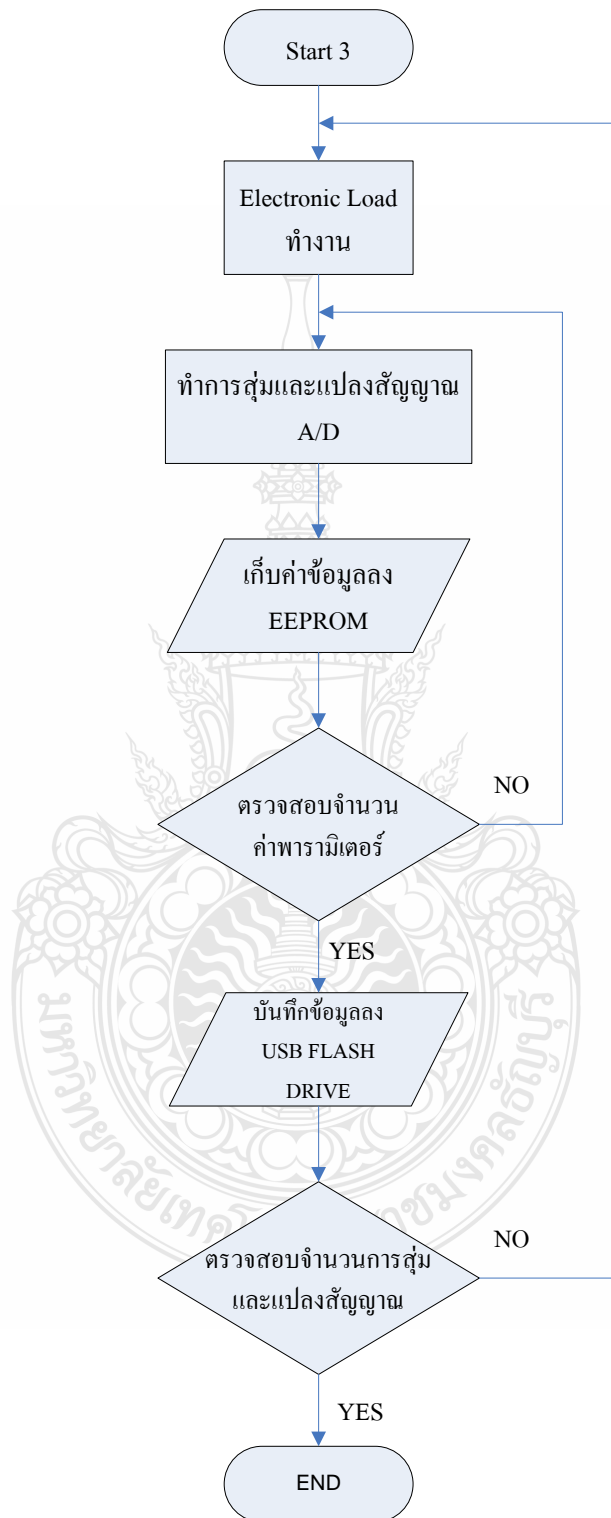 Start 3
Electronic Load
ทำงาน
ทำการสุ่มและแปลงสัญญาณ
A/D
เก็บค่าข้อมูลลง
EEPROM
ตรวจสอบจำนวน
ค่าพารามิเตอร์
NO
YES
บันทึกข้อมูลลง
USB FLASH
DRIVE
ตรวจสอบจำนวนการสุ่ม
และแปลงสัญญาณ
NO
YES
END